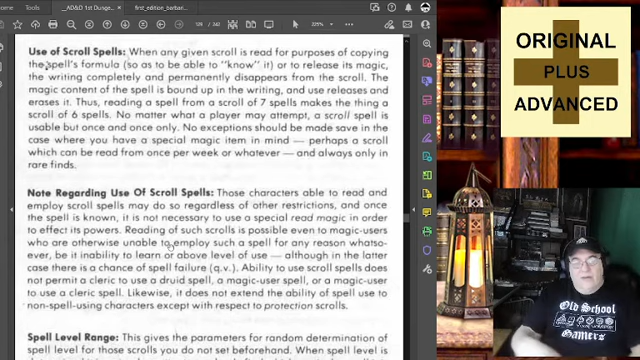 _AD&D 1st Dunge...
first_edition_barbar...
129 / 242
225%
Use of Scroll Spells: When any given scroll is read for purposes of copying
the spell's formula (so as to be able to "know" it) or to release its magic,
the writing completely and permanently disappears from the scroll. The
magic content of the spell is bound up in the writing, and use releases and
erases it. Thus, reading a spell from a scroll of 7 spells makes the thing a
scroll of 6 spells. No matter what a player may attempt, a scroll spell is
usable but once and once only. No exceptions should be made save in the
case where you have a special magic item in mind — perhaps a scroll
which can be read from once per week or whatever — and always only in
rare finds.
Note Regarding Use Of Scroll Spells: Those characters able to read and
employ scroll spells may do so regardless of other restrictions, and once
the spell is known, it is not necessary to use a special read magic in order
to effect its powers. Reading of such scrolls is possible even to magic-users
who are otherwise unable to employ such a spell for any reason whatso-
ever, be it inability to learn or above level of use — although in the latter
case there is a chance of spell failure (q.v.). Ability to use scroll spells does
not permit a cleric to use a druid spell, a magic-user spell, or a magic-user
to use a cleric spell. Likewise, it does not extend the ability of spell use to
non-spell-using characters except with respect to protection scrolls.
Spell Level Range: This gives the parameters for random determination of
spell level for those scrolls you do not set beforehand. When spell level is
ORIGINAL
PLUS
ADVANCED
Old School
Gamers